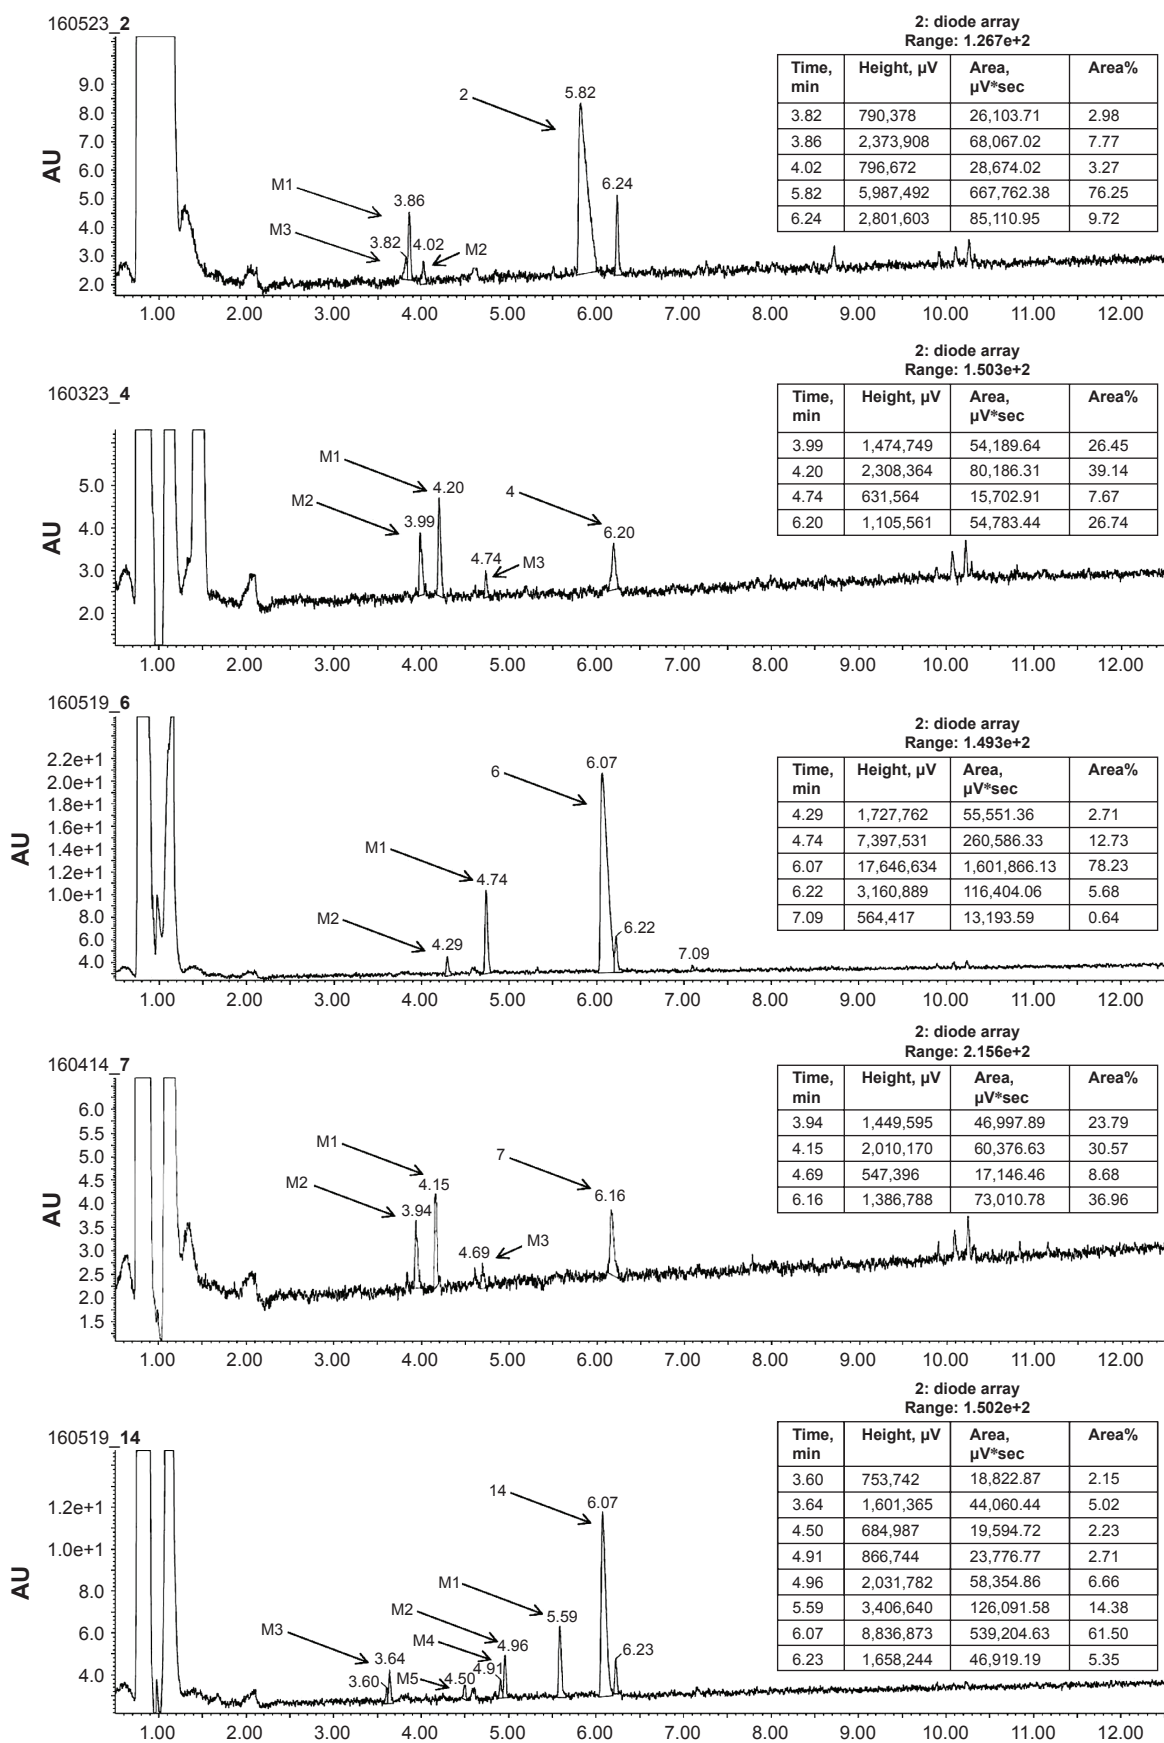 160523_2
2: diode array
Range: 1.267e+2
Time, min Height, µV Area, µV*sec Area%
3.82 790,378 26,103.71 2.98
3.86 2,373,908 68,067.02 7.77
4.02 796,672 28,674.02 3.27
5.82 5,987,492 667,762.38 76.25
6.24 2,801,603 85,110.95 9.72
AU
9.0
8.0
7.0
6.0
5.0
4.0
3.0
2.0
2
5.82
6.24
M1
3.86
M3
3.82
4.02
M2
1.00 2.00 3.00 4.00 5.00 6.00 7.00 8.00 9.00 10.00 11.00 12.00
160323_4
2: diode array
Range: 1.503e+2
Time, min Height, µV Area, µV*sec Area%
3.99 1,474,749 54,189.64 26.45
4.20 2,308,364 80,186.31 39.14
4.74 631,564 15,702.91 7.67
6.20 1,105,561 54,783.44 26.74
AU
5.0
4.0
3.0
2.0
M1
4.20
M2
3.99
4
6.20
4.74
M3
1.00 2.00 3.00 4.00 5.00 6.00 7.00 8.00 9.00 10.00 11.00 12.00
160519_6
2: diode array
Range: 1.493e+2
Time, min Height, µV Area, µV*sec Area%
4.29 1,727,762 55,551.36 2.71
4.74 7,397,531 260,586.33 12.73
6.07 17,646,634 1,601,866.13 78.23
6.22 3,160,889 116,404.06 5.68
7.09 564,417 13,193.59 0.64
AU
2.2e+1
2.0e+1
1.8e+1
1.6e+1
1.4e+1
1.2e+1
1.0e+1
8.0
6.0
4.0
6
6.07
M1
4.74
M2
4.29
6.22
7.09
1.00 2.00 3.00 4.00 5.00 6.00 7.00 8.00 9.00 10.00 11.00 12.00
160414_7
2: diode array
Range: 2.156e+2
Time, min Height, µV Area, µV*sec Area%
3.94 1,449,595 46,997.89 23.79
4.15 2,010,170 60,376.63 30.57
4.69 547,396 17,146.46 8.68
6.16 1,386,788 73,010.78 36.96
AU
6.0
5.5
5.0
4.5
4.0
3.5
3.0
2.5
2.0
1.5
M1
4.15
M2
3.94
7
6.16
4.69
M3
1.00 2.00 3.00 4.00 5.00 6.00 7.00 8.00 9.00 10.00 11.00 12.00
160519_14
2: diode array
Range: 1.502e+2
Time, min Height, µV Area, µV*sec Area%
3.60 753,742 18,822.87 2.15
3.64 1,601,365 44,060.44 5.02
4.50 684,987 19,594.72 2.23
4.91 866,744 23,776.77 2.71
4.96 2,031,782 58,354.86 6.66
5.59 3,406,640 126,091.58 14.38
6.07 8,836,873 539,204.63 61.50
6.23 1,658,244 46,919.19 5.35
AU
1.2e+1
1.0e+1
8.0
6.0
4.0
14
6.07
M1
5.59
M2
4.96
M3
3.64
M4
4.91
3.60
M5
4.50
6.23
1.00 2.00 3.00 4.00 5.00 6.00 7.00 8.00 9.00 10.00 11.00 12.00